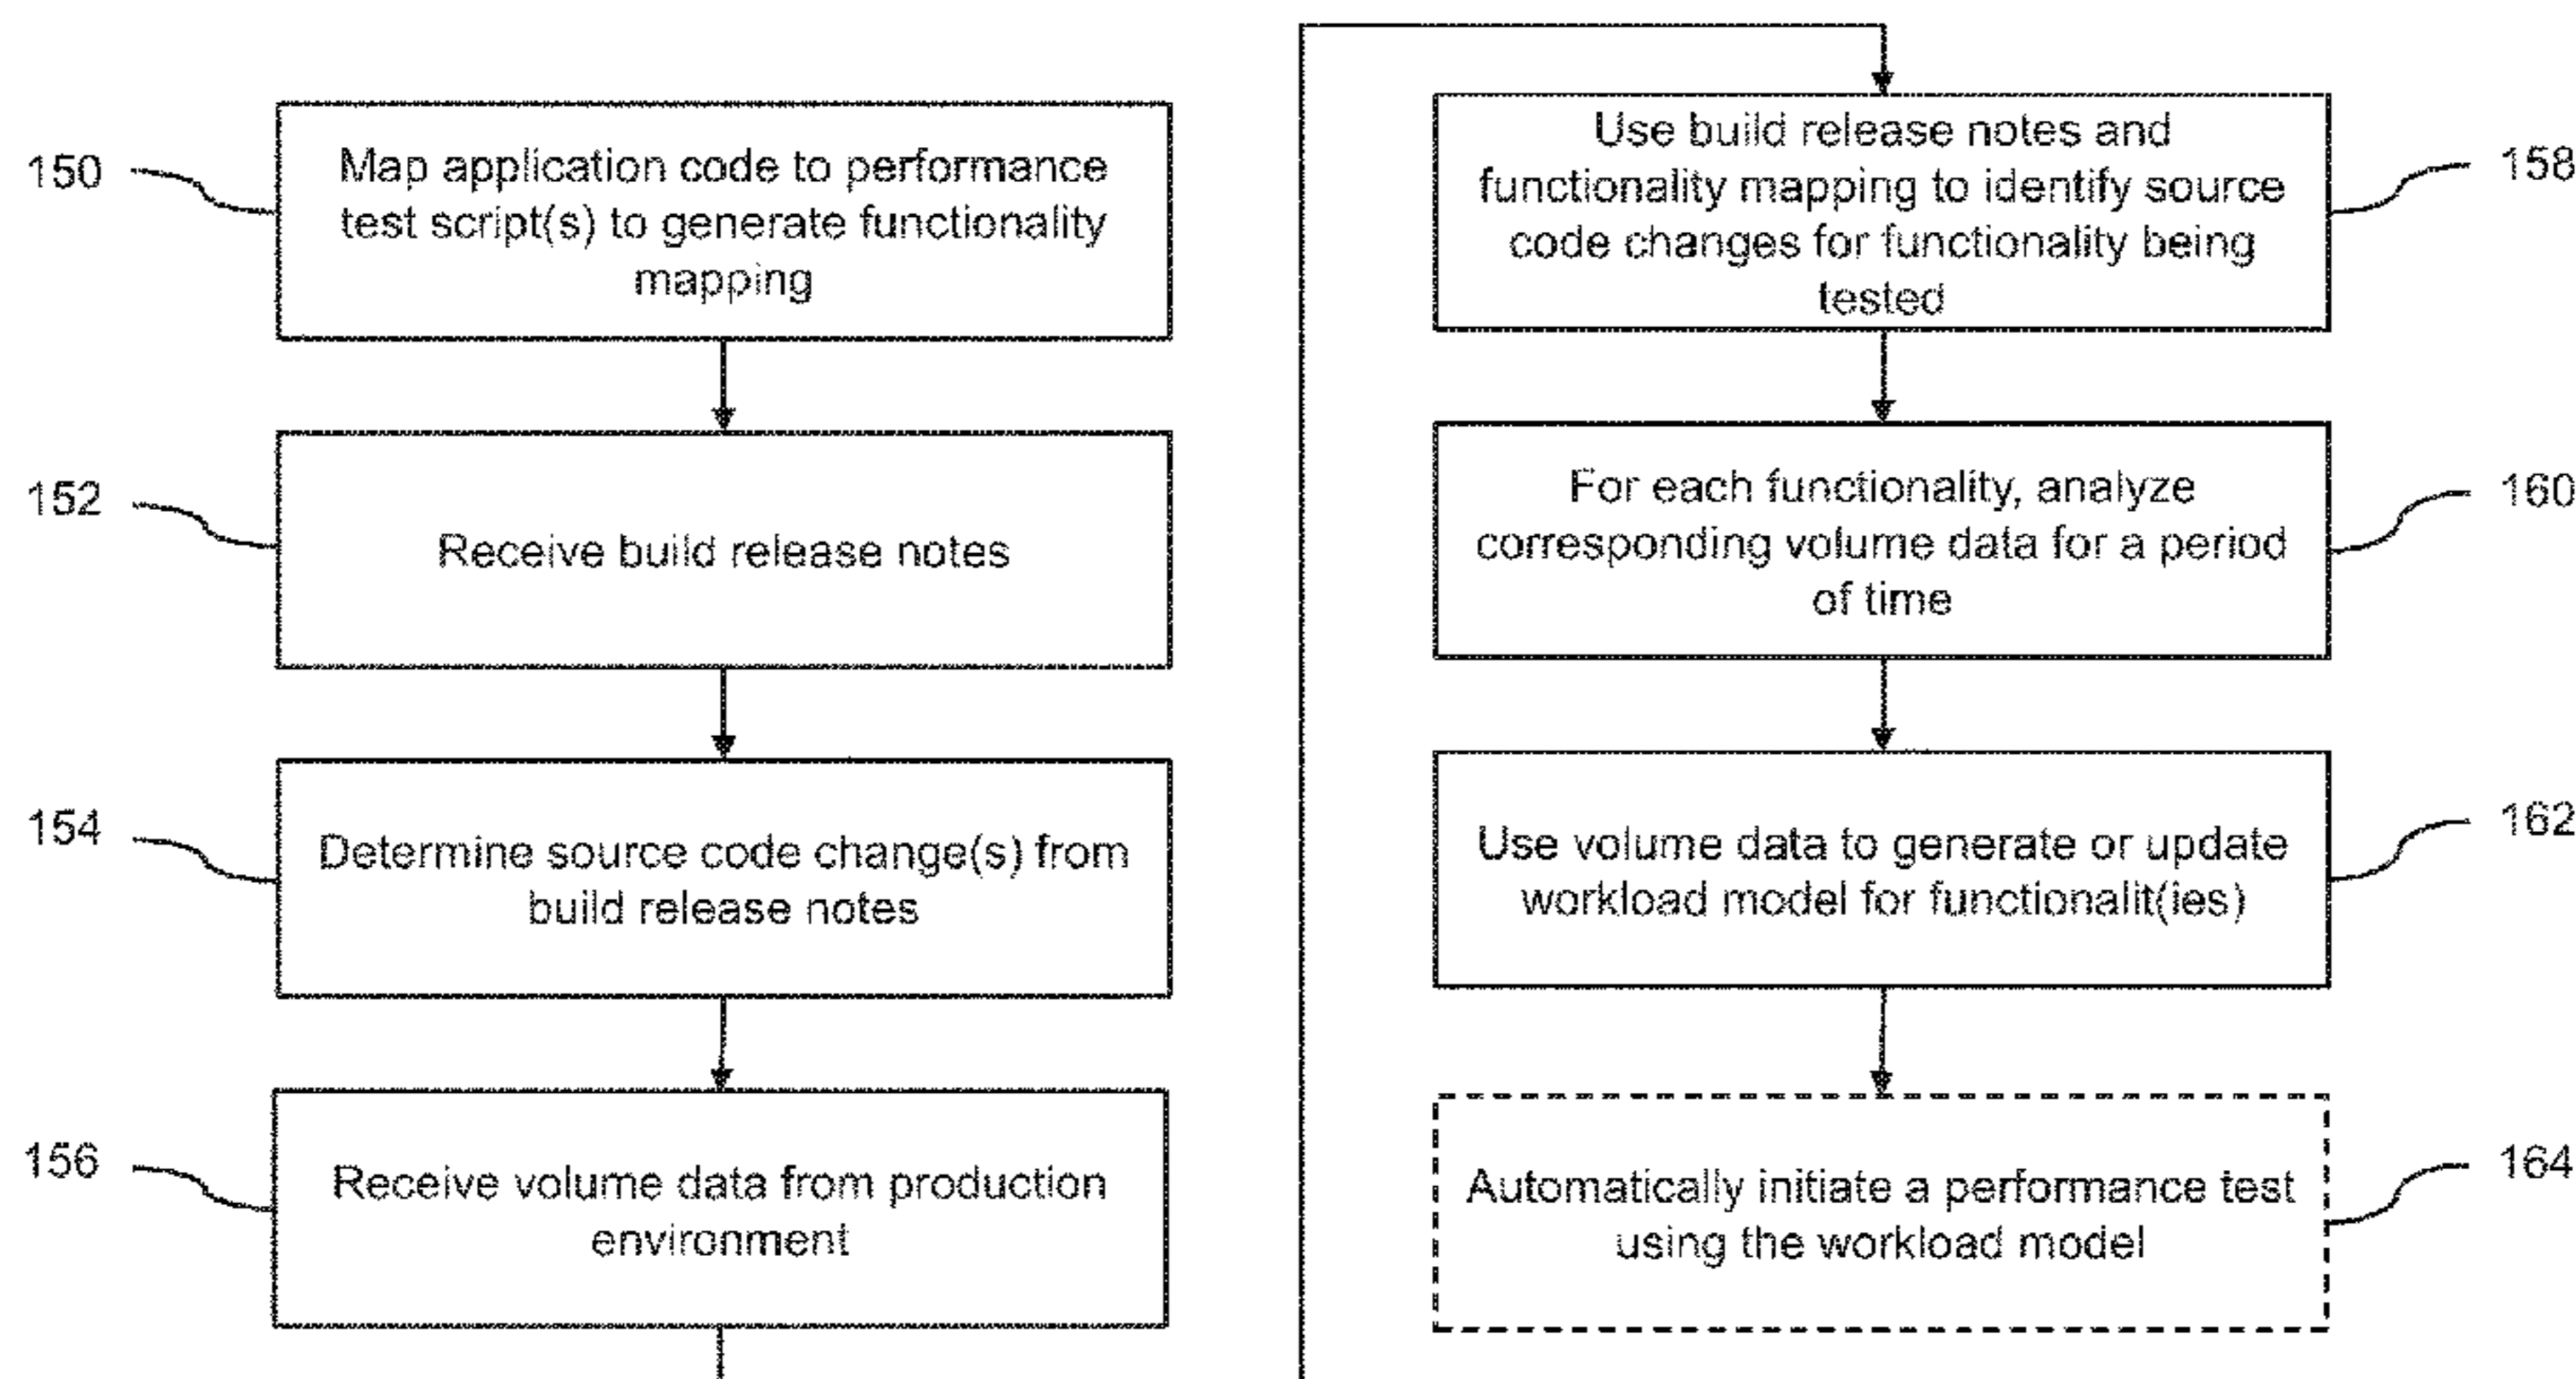 150
Map application code to performance
test script(s) to generate functionality
mapping
152
Receive build release notes
154
Determine source code change(s) from
build release notes
156
Receive volume data from production
environment
Use build release notes and
functionality mapping to identify source
code changes for functionality being
tested
158
For each functionality, analyze
corresponding volume data for a period
of time
160
Use volume data to generate or update
workload model for functionalit(ies)
162
Automatically initiate a performance test
using the workload model
164